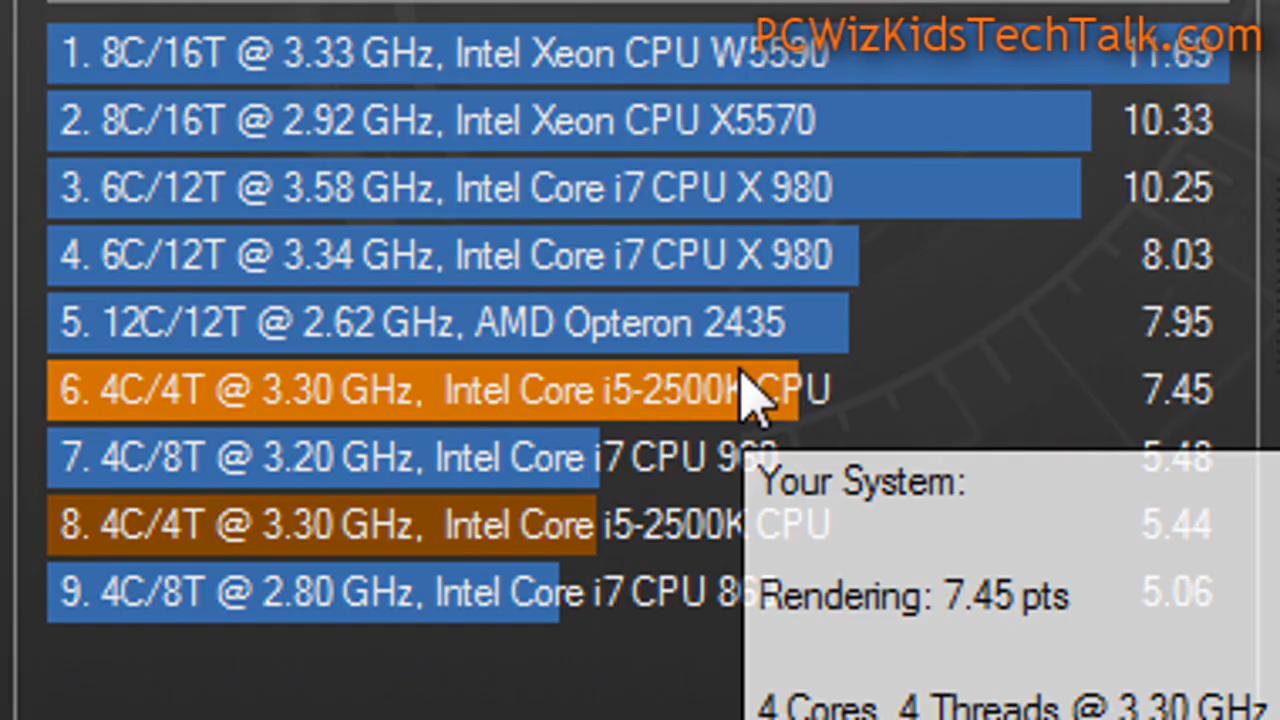 PCWizKidsTechTalk.com
1. 8C/16T @ 3.33 GHz, Intel Xeon CPU W5590 11.69
2. 8C/16T @ 2.92 GHz, Intel Xeon CPU X5570 10.33
3. 6C/12T @ 3.58 GHz, Intel Core i7 CPU X 980 10.25
4. 6C/12T @ 3.34 GHz, Intel Core i7 CPU X 980 8.03
5. 12C/12T @ 2.62 GHz, AMD Opteron 2435 7.95
6. 4C/4T @ 3.30 GHz, Intel Core i5-2500K CPU 7.45
7. 4C/8T @ 3.20 GHz, Intel Core i7 CPU 5.48
8. 4C/4T @ 3.30 GHz, Intel Core i5-2500K CPU 5.44
9. 4C/8T @ 2.80 GHz, Intel Core i7 CPU 5.06
Your System:
Rendering: 7.45 pts
4 Cores, 4 Threads @ 3.30 GHz